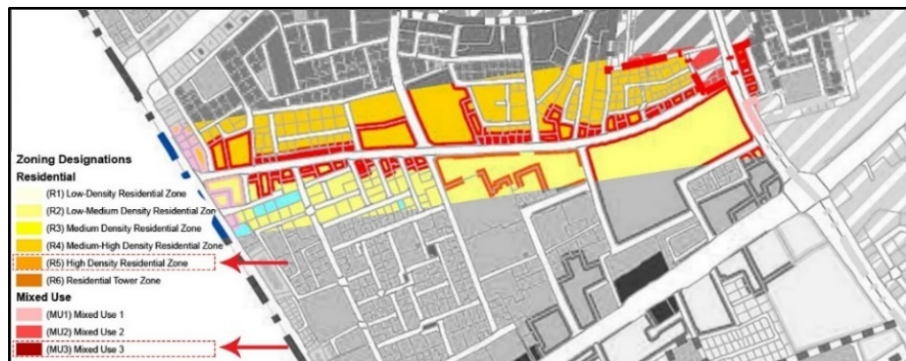 Zoning Designations
Residential
(R1) Low-Density Residential Zone
(R2) Low-Medium Density Residential Zon
(R3) Medium Density Residential Zone
(R4) Medium-High Density Residential Zone
(R5) High Density Residential Zone
(R6) Residential Tower Zone
Mixed Use
(MU1) Mixed Use 1
(MU2) Mixed Use 2
(MU3) Mixed Use 3